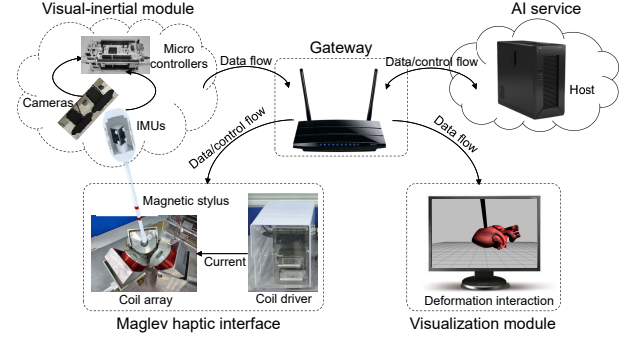 Visual-inertial module
AI service
Micro
controllers
Data flow
Gateway
Data/control flow
Cameras
IMUs
Host
Data/control flow
Data flow
Magnetic stylus
Current
Coil array
Coil driver
Deformation interaction
Maglev haptic interface
Visualization module